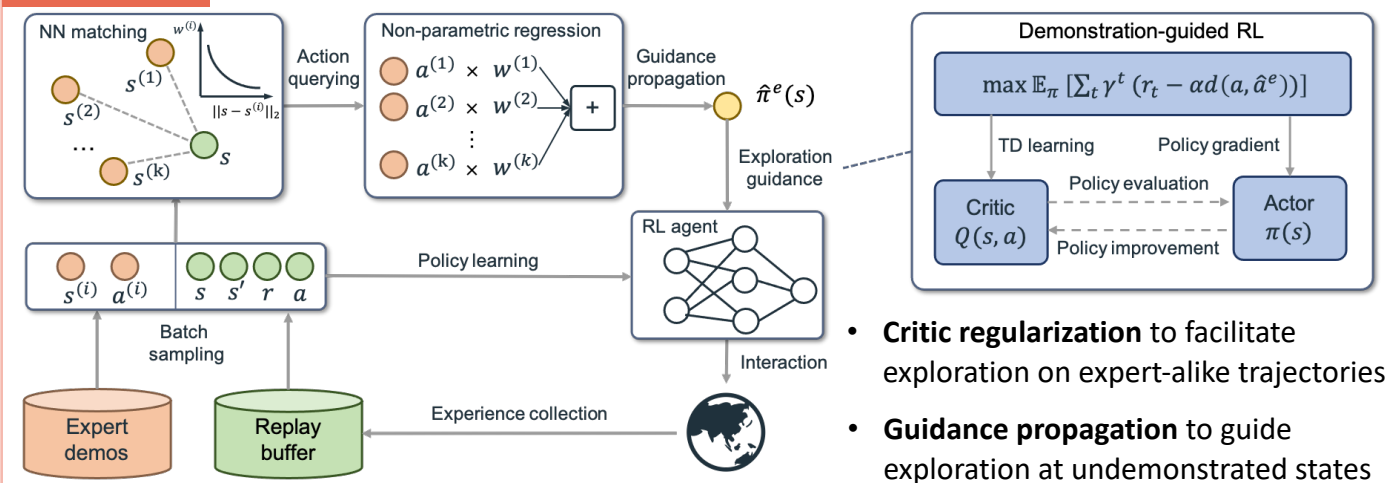 NN matching
w⁽ⁱ⁾
s⁽¹⁾
||s − s⁽ⁱ⁾||₂
s⁽²⁾
...
s
s⁽ᵏ⁾
Action
querying
Non-parametric regression
a⁽¹⁾ × w⁽¹⁾
a⁽²⁾ × w⁽²⁾
⋮
a⁽ᵏ⁾ × w⁽ᵏ⁾
+
Guidance
propagation
π̂ᵉ(s)
Exploration
guidance
Demonstration-guided RL
max 𝔼_π [∑_t γᵗ (r_t − αd(a, âᵉ))]
TD learning
Policy gradient
Policy evaluation
Critic
Q(s, a)
Actor
π(s)
Policy improvement
RL agent
s⁽ⁱ⁾ a⁽ⁱ⁾ s s′ r a
Policy learning
Batch
sampling
Interaction
Expert
demos
Replay
buffer
Experience collection
• Critic regularization to facilitate
exploration on expert-alike trajectories
• Guidance propagation to guide
exploration at undemonstrated states